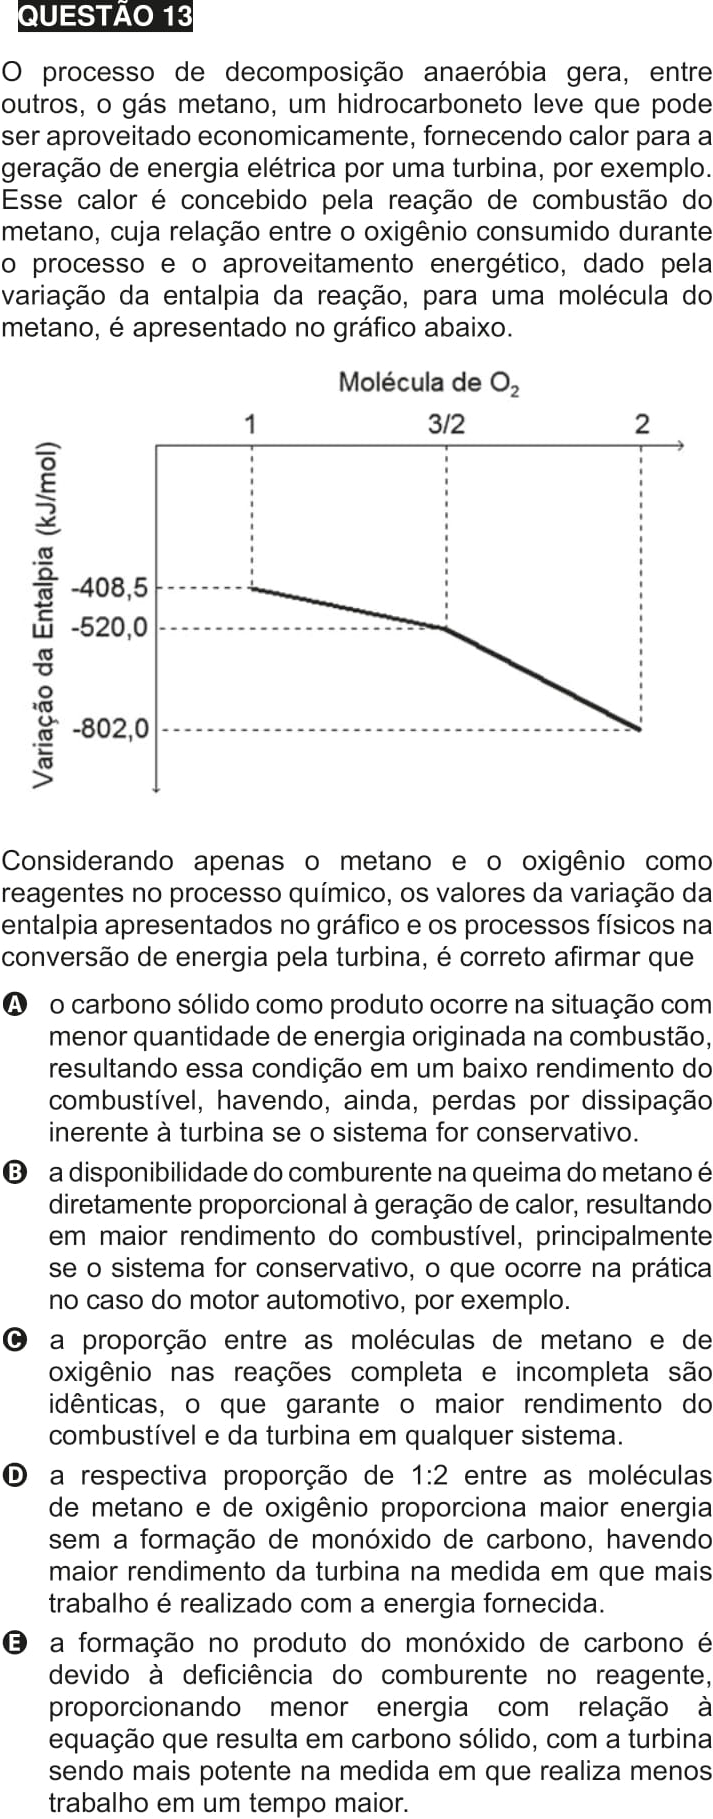 QUESTÃO 13
O processo de decomposição anaeróbia gera, entre
outros, o gás metano, um hidrocarboneto leve que pode
ser aproveitado economicamente, fornecendo calor para a
geração de energia elétrica por uma turbina, por exemplo.
Esse calor é concebido pela reação de combustão do
metano, cuja relação entre o oxigênio consumido durante
o processo e o aproveitamento energético, dado pela
variação da entalpia da reação, para uma molécula do
metano, é apresentado no gráfico abaixo.
Molécula de O₂
1 3/2 2
Variação da Entalpia (kJ/mol)
-408,5
-520,0
-802,0
Considerando apenas o metano e o oxigênio como
reagentes no processo químico, os valores da variação da
entalpia apresentados no gráfico e os processos físicos na
conversão de energia pela turbina, é correto afirmar que
A o carbono sólido como produto ocorre na situação com
menor quantidade de energia originada na combustão,
resultando essa condição em um baixo rendimento do
combustível, havendo, ainda, perdas por dissipação
inerente à turbina se o sistema for conservativo.
B a disponibilidade do comburente na queima do metano é
diretamente proporcional à geração de calor, resultando
em maior rendimento do combustível, principalmente
se o sistema for conservativo, o que ocorre na prática
no caso do motor automotivo, por exemplo.
C a proporção entre as moléculas de metano e de
oxigênio nas reações completa e incompleta são
idênticas, o que garante o maior rendimento do
combustível e da turbina em qualquer sistema.
D a respectiva proporção de 1:2 entre as moléculas
de metano e de oxigênio proporciona maior energia
sem a formação de monóxido de carbono, havendo
maior rendimento da turbina na medida em que mais
trabalho é realizado com a energia fornecida.
E a formação no produto do monóxido de carbono é
devido à deficiência do comburente no reagente,
proporcionando menor energia com relação à
equação que resulta em carbono sólido, com a turbina
sendo mais potente na medida em que realiza menos
trabalho em um tempo maior.